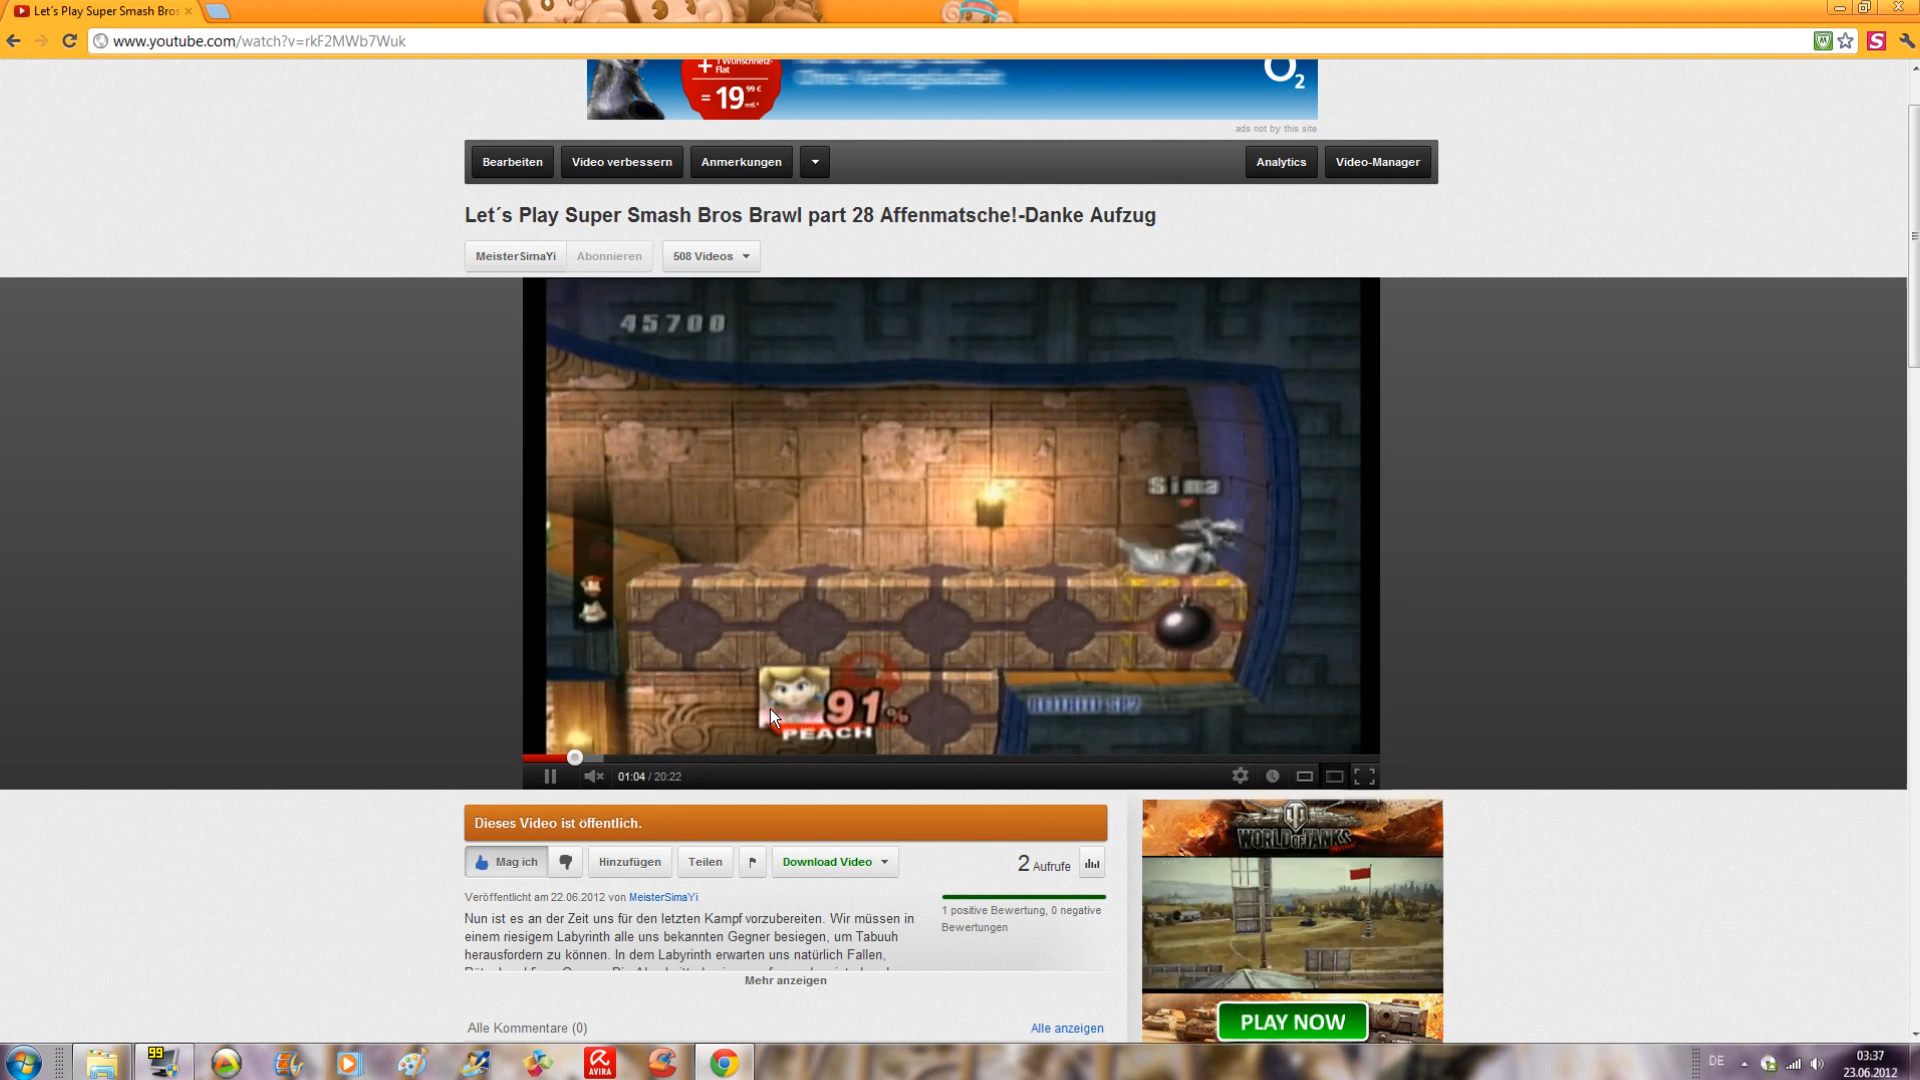 Let's Play Super Smash Bros
www.youtube.com/watch?v=rkF2MWb7Wuk
+ 1 Wunschnetz-
Flat
= 19 99 €
mtl.*
O2
ads not by this site
Bearbeiten
Video verbessern
Anmerkungen
Analytics
Video-Manager
Let´s Play Super Smash Bros Brawl part 28 Affenmatsche!-Danke Aufzug
MeisterSimaYi
Abonnieren
508 Videos
45700
Sima
91%
PEACH
01:04 / 20:22
Dieses Video ist öffentlich.
Mag ich
Hinzufügen
Teilen
Download Video
2 Aufrufe
Veröffentlicht am 22.06.2012 von MeisterSimaYi
1 positive Bewertung, 0 negative
Bewertungen
Nun ist es an der Zeit uns für den letzten Kampf vorzubereiten. Wir müssen in
einem riesigem Labyrinth alle uns bekannten Gegner besiegen, um Tabuuh
herausfordern zu können. In dem Labyrinth erwarten uns natürlich Fallen,
Mehr anzeigen
WORLD OF TANKS
PLAY NOW
Alle Kommentare (0)
Alle anzeigen
99
AVIRA
DE
03:37
23.06.2012